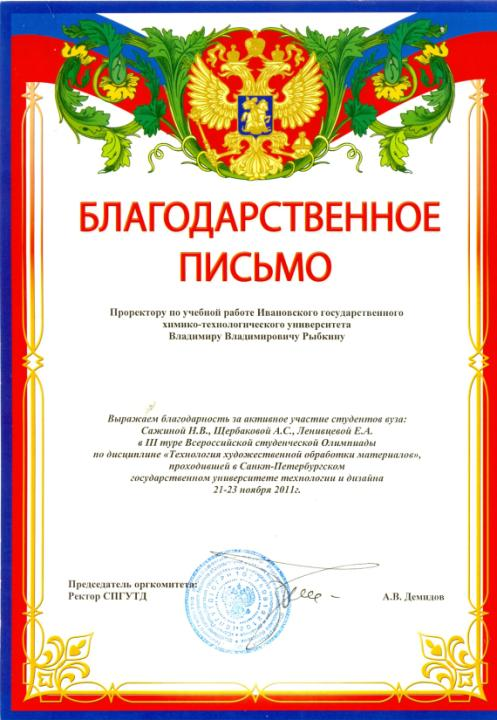 БЛАГОДАРСТВЕННОЕ
ПИСЬМО
Проректору по учебной работе Ивановского государственного
химико-технологического университета
Владимиру Владимировичу Рыбкину
Выражаем благодарность за активное участие студентов вуза:
Сажиной Н.В., Щербаковой А.С., Ленивцевой Е.А.
в III туре Всероссийской студенческой Олимпиады
по дисциплине «Технология художественной обработки материалов»,
проходившей в Санкт-Петербургском
государственном университете технологии и дизайна
21-23 ноября 2011г.
Председатель оргкомитета:
Ректор СПГУТД
А.В. Демидов